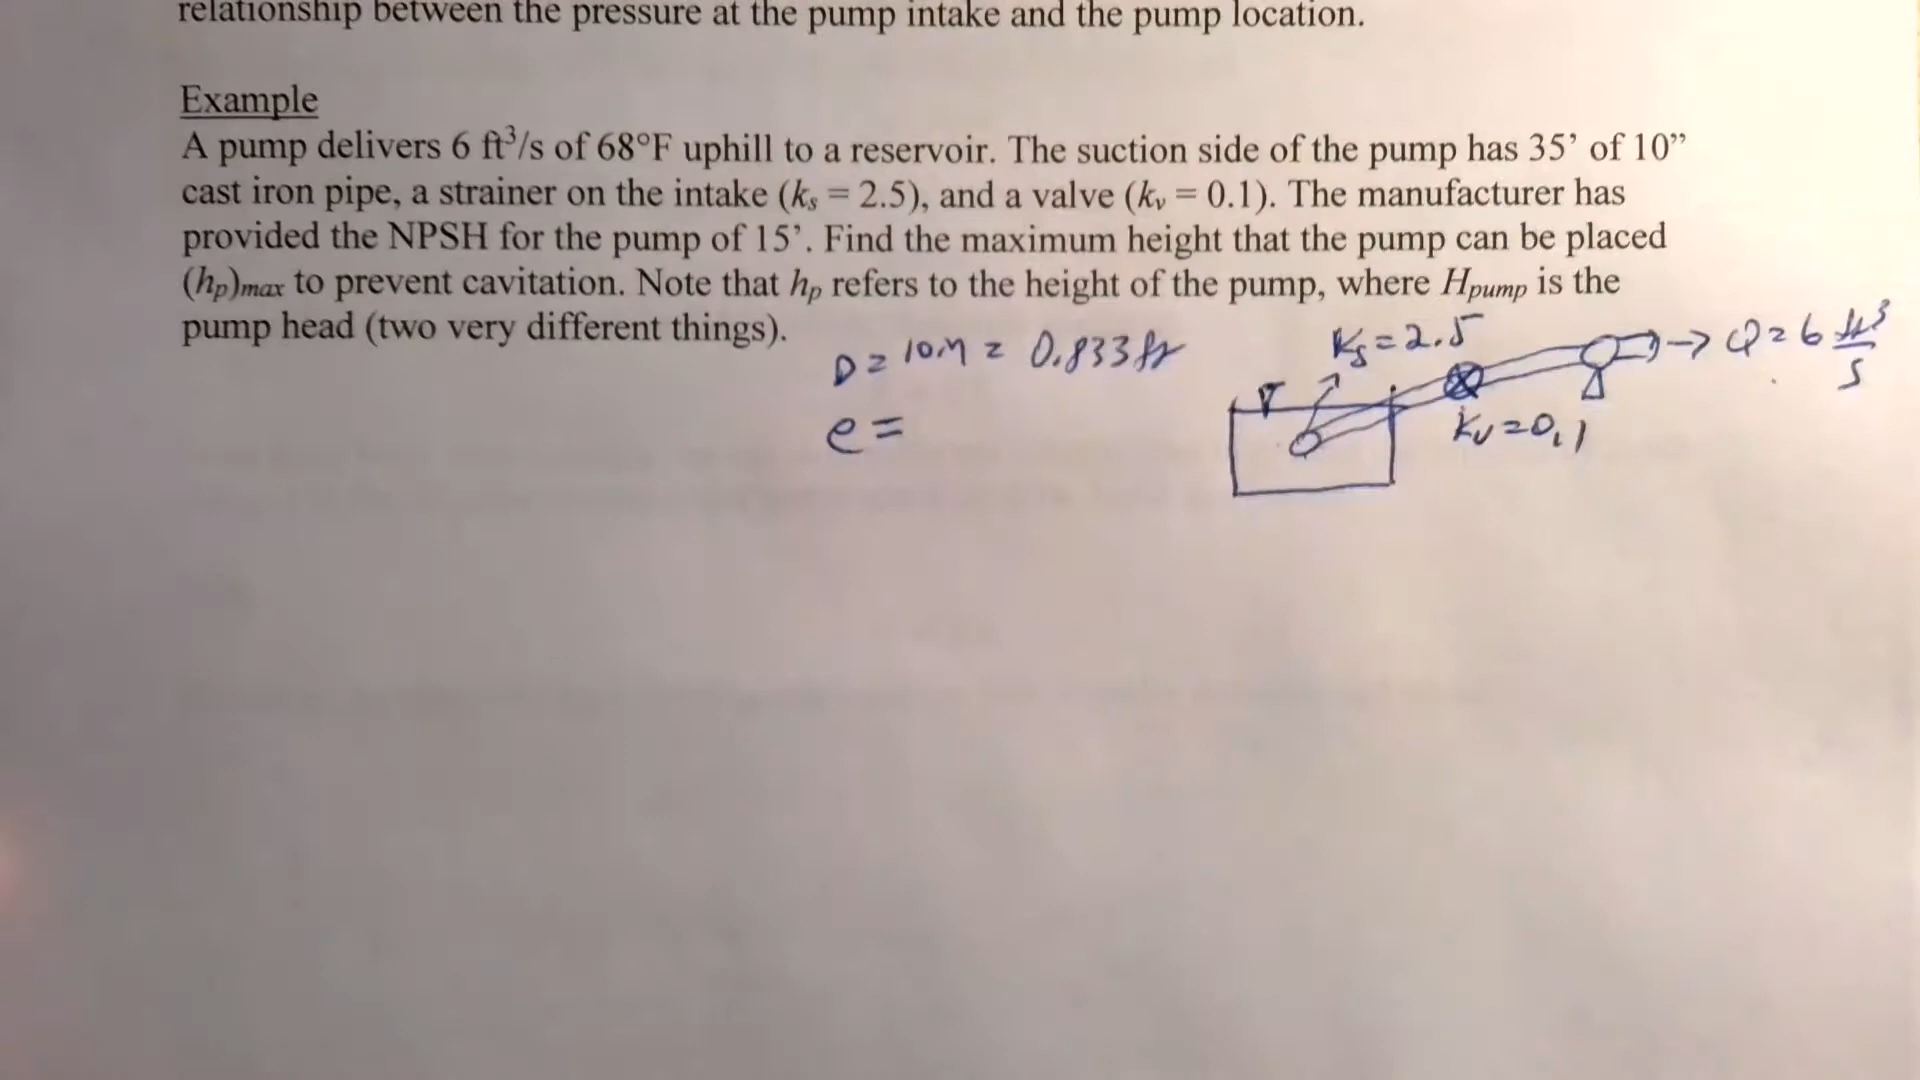 relationship between the pressure at the pump intake and the pump location.
Example
A pump delivers 6 ft³/s of 68°F uphill to a reservoir. The suction side of the pump has 35’ of 10”
cast iron pipe, a strainer on the intake (kₛ = 2.5), and a valve (kᵥ = 0.1). The manufacturer has
provided the NPSH for the pump of 15’. Find the maximum height that the pump can be placed
(hp)max to prevent cavitation. Note that hp refers to the height of the pump, where Hpump is the
pump head (two very different things).
D = 10in = 0.833 ft
Ks = 2.5
→ Q = 6 ft³/s
e =
Kv = 0.1